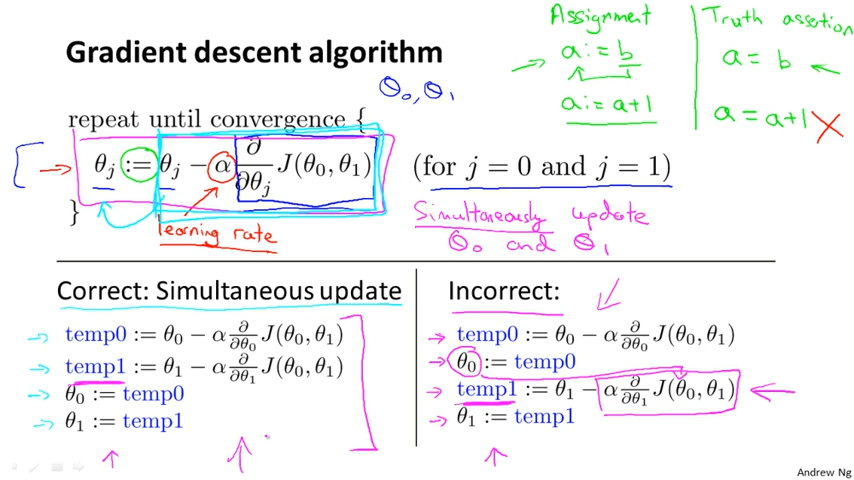 Gradient descent algorithm
Assignment
a := b
a := a+1
Truth assertion
a = b
a = a+1
θ₀, θ₁
repeat until convergence {
θⱼ := θⱼ − α ∂/∂θⱼ J(θ₀, θ₁) (for j = 0 and j = 1)
}
learning rate
Simultaneously update
θ₀ and θ₁
Correct: Simultaneous update
temp0 := θ₀ − α ∂/∂θ₀ J(θ₀, θ₁)
temp1 := θ₁ − α ∂/∂θ₁ J(θ₀, θ₁)
θ₀ := temp0
θ₁ := temp1
Incorrect:
temp0 := θ₀ − α ∂/∂θ₀ J(θ₀, θ₁)
θ₀ := temp0
temp1 := θ₁ − α ∂/∂θ₁ J(θ₀, θ₁)
θ₁ := temp1
Andrew Ng